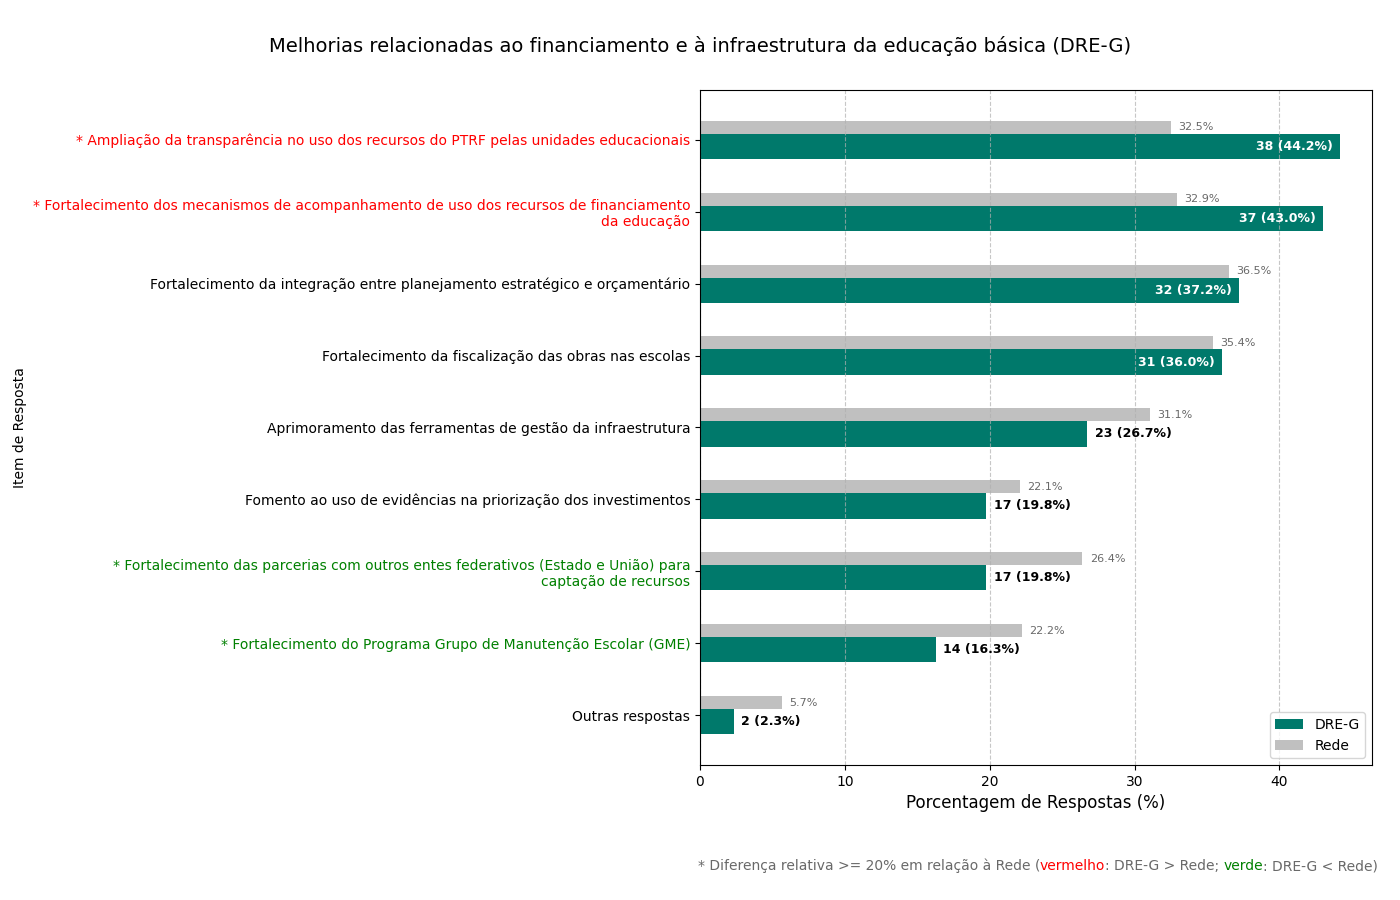 Melhorias relacionadas ao financiamento e à infraestrutura da educação básica (DRE-G)
Item de Resposta
* Ampliação da transparência no uso dos recursos do PTRF pelas unidades educacionais
32.5%
38 (44.2%)
* Fortalecimento dos mecanismos de acompanhamento de uso dos recursos de financiamento
da educação
32.9%
37 (43.0%)
Fortalecimento da integração entre planejamento estratégico e orçamentário
36.5%
32 (37.2%)
Fortalecimento da fiscalização das obras nas escolas
35.4%
31 (36.0%)
Aprimoramento das ferramentas de gestão da infraestrutura
31.1%
23 (26.7%)
Fomento ao uso de evidências na priorização dos investimentos
22.1%
17 (19.8%)
* Fortalecimento das parcerias com outros entes federativos (Estado e União) para
captação de recursos
26.4%
17 (19.8%)
* Fortalecimento do Programa Grupo de Manutenção Escolar (GME)
22.2%
14 (16.3%)
Outras respostas
5.7%
2 (2.3%)
DRE-G
Rede
0 10 20 30 40
Porcentagem de Respostas (%)
* Diferença relativa >= 20% em relação à Rede (vermelho: DRE-G > Rede; verde: DRE-G < Rede)